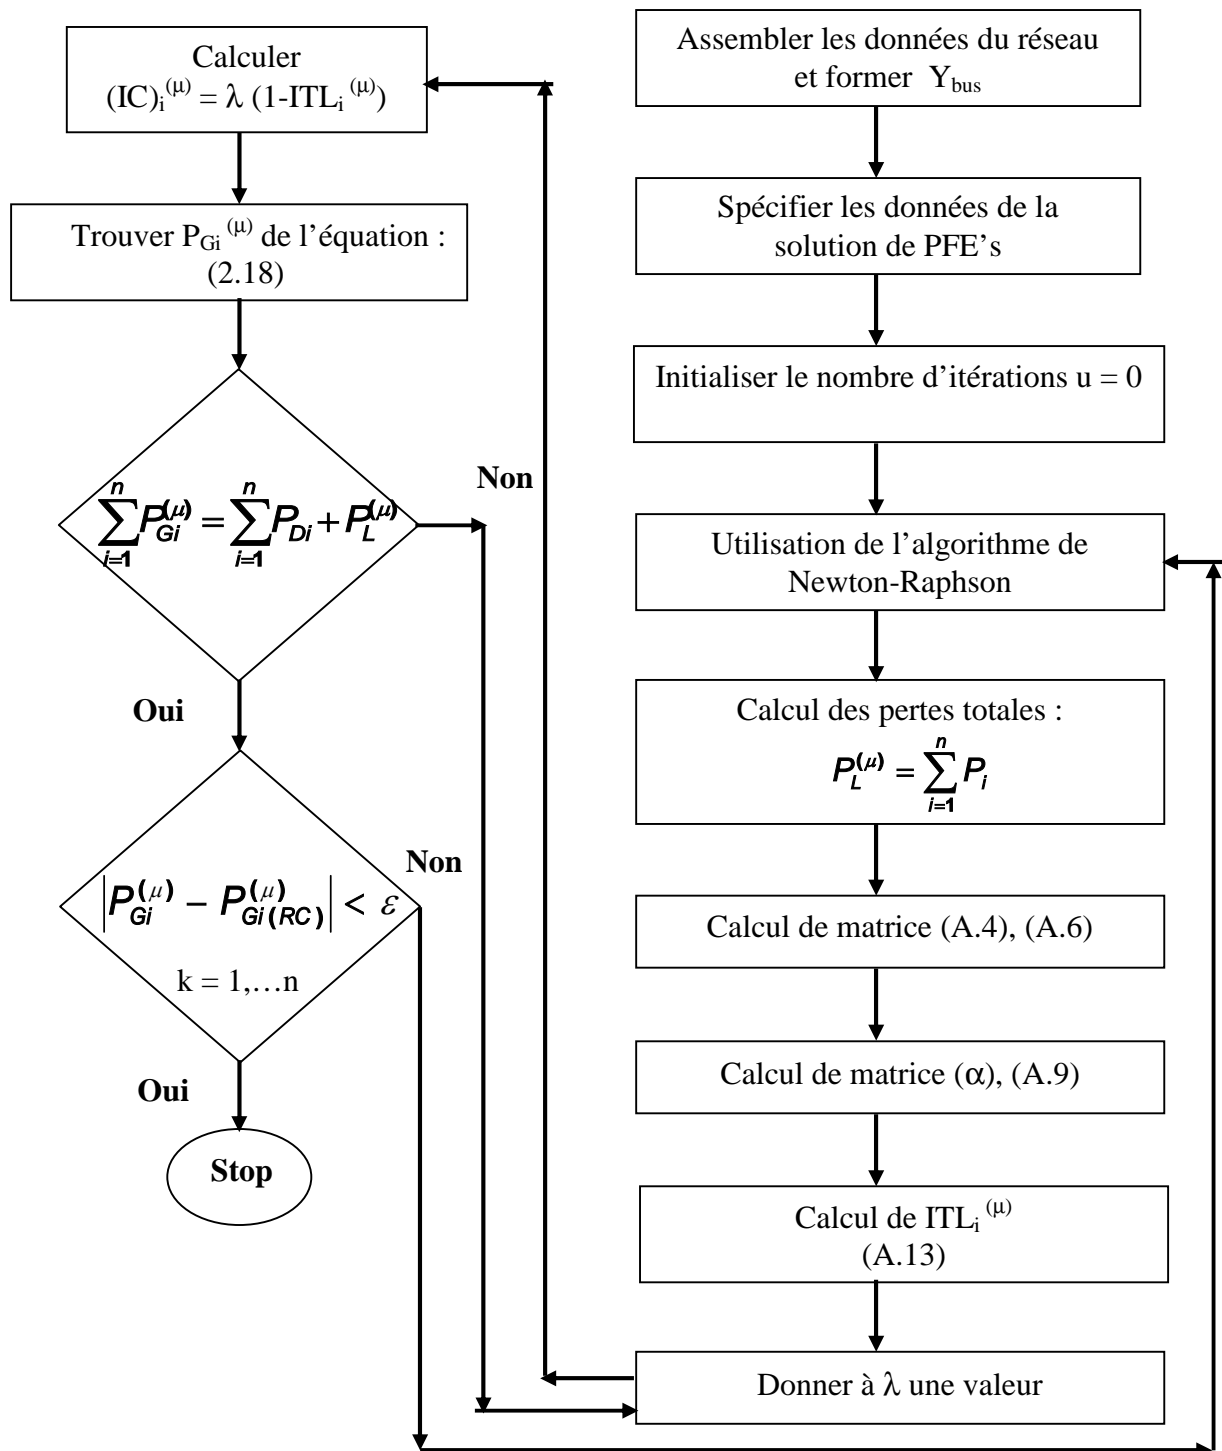 Calculer
(IC)i(μ) = λ (1-ITLi(μ))
Trouver PGi(μ) de l’équation :
(2.18)
∑i=1n PGi(μ) = ∑i=1n PDi + PL(μ)
Non
Oui
|PGi(μ) − PGi(RC)(μ)| < ε
k = 1,…n
Non
Oui
Stop
Assembler les données du réseau
et former Ybus
Spécifier les données de la
solution de PFE’s
Initialiser le nombre d’itérations u = 0
Utilisation de l’algorithme de
Newton-Raphson
Calcul des pertes totales :
PL(μ) = ∑i=1n Pi
Calcul de matrice (A.4), (A.6)
Calcul de matrice (α), (A.9)
Calcul de ITLi(μ)
(A.13)
Donner à λ une valeur